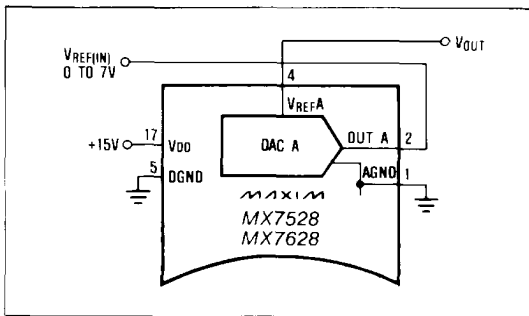 VOUT
VREF(IN)
0 TO 7V
4
VREFA
+15V
17
VDD
DAC A
OUT A
2
5
DGND
AGND
1
MAXIM
MX7528
MX7628